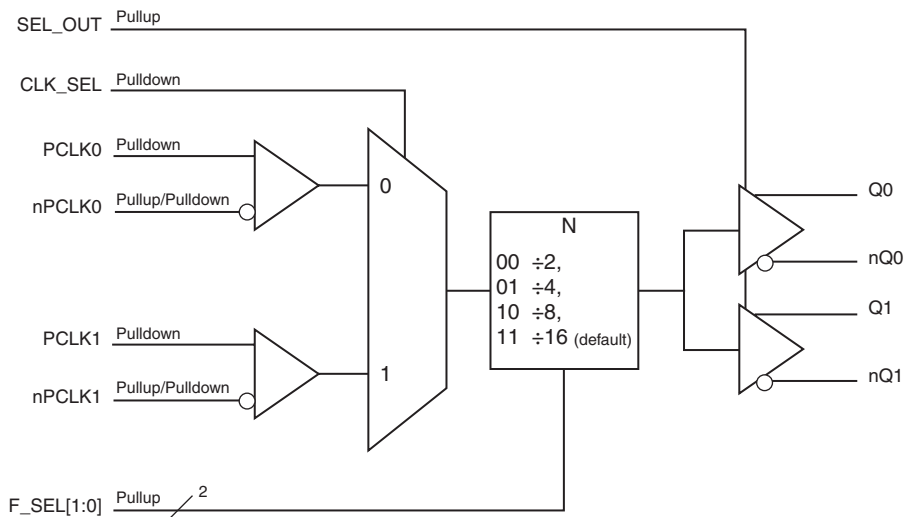 SEL_OUT Pullup
CLK_SEL Pulldown
PCLK0 Pulldown
nPCLK0 Pullup/Pulldown
0
Q0
nQ0
N
00 ÷2,
01 ÷4,
10 ÷8,
11 ÷16 (default)
Q1
nQ1
PCLK1 Pulldown
nPCLK1 Pullup/Pulldown
1
F_SEL[1:0] Pullup 2